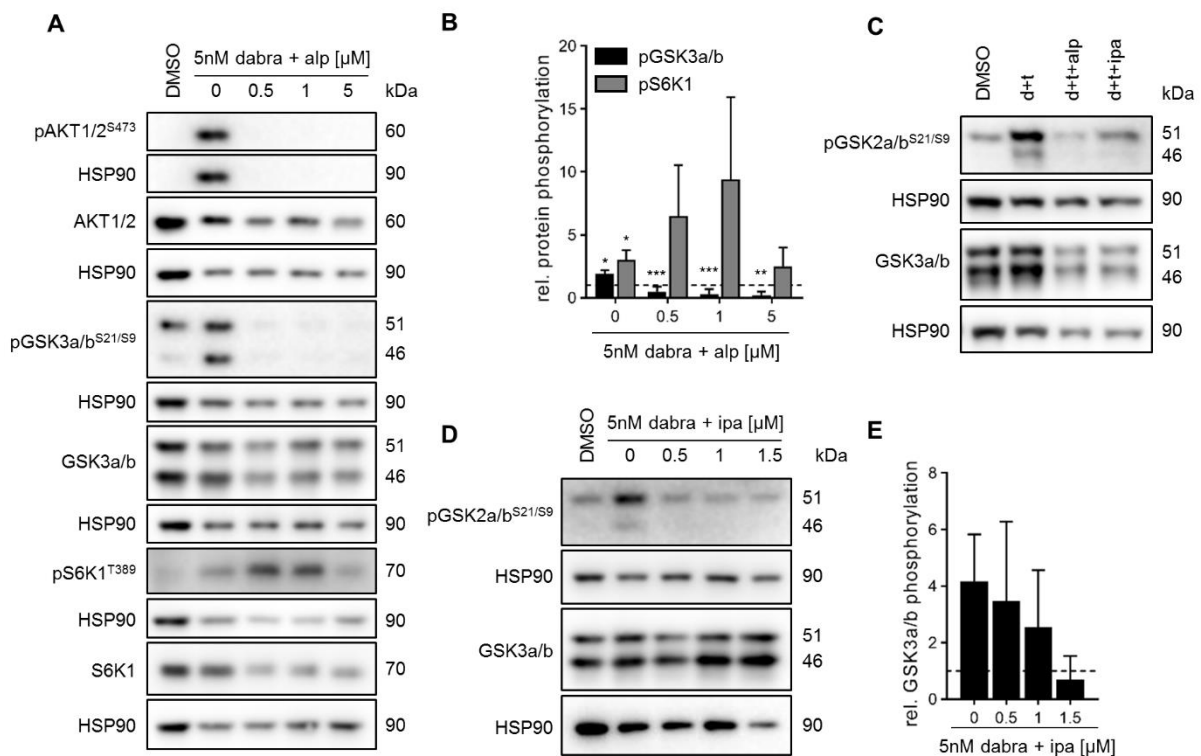 A
DMSO
5nM dabra + alp [µM]
0 0.5 1 5 kDa
pAKT1/2S473 60
HSP90 90
AKT1/2 60
HSP90 90
pGSK3a/bS21/S9 51
46
HSP90 90
GSK3a/b 51
46
HSP90 90
pS6K1T389 70
HSP90 90
S6K1 70
HSP90 90
B
rel. protein phosphorylation
20
15
10
5
0
pGSK3a/b
pS6K1
* * *** *** **
0 0.5 1 5
5nM dabra + alp [µM]
C
DMSO d+t d+t+alp d+t+ipa kDa
pGSK2a/bS21/S9 51
46
HSP90 90
GSK3a/b 51
46
HSP90 90
D
DMSO
5nM dabra + ipa [µM]
0 0.5 1 1.5 kDa
pGSK2a/bS21/S9 51
46
HSP90 90
GSK3a/b 51
46
HSP90 90
E
rel. GSK3a/b phosphorylation
8
6
4
2
0
0 0.5 1 1.5
5nM dabra + ipa [µM]